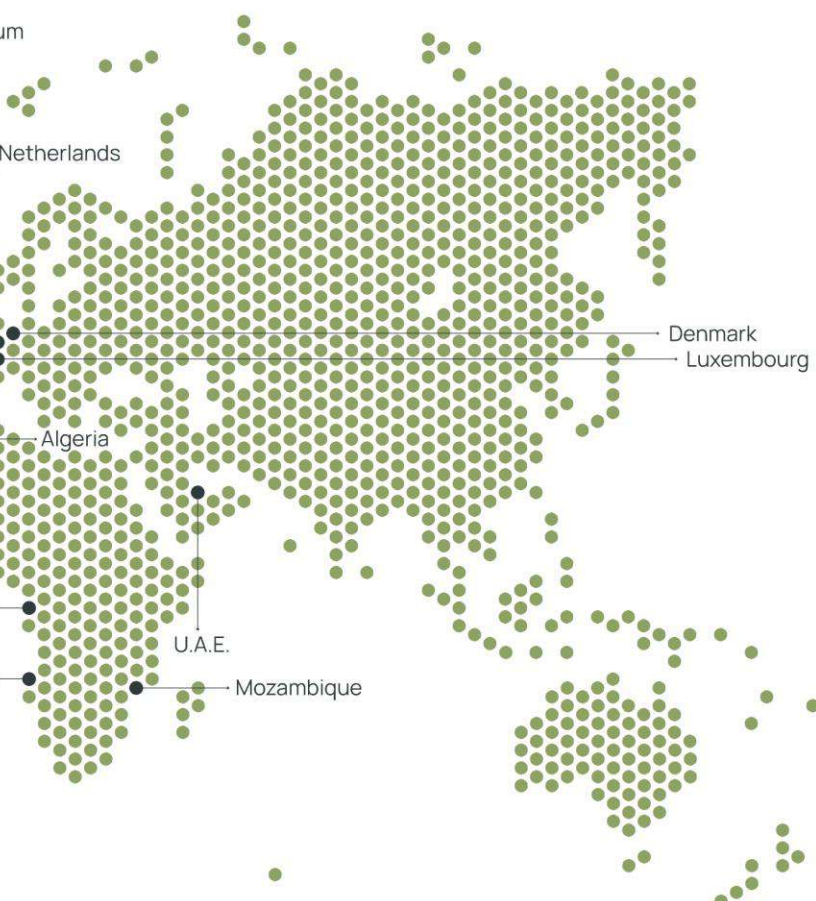 um
Netherlands
Denmark
Luxembourg
Algeria
U.A.E.
Mozambique